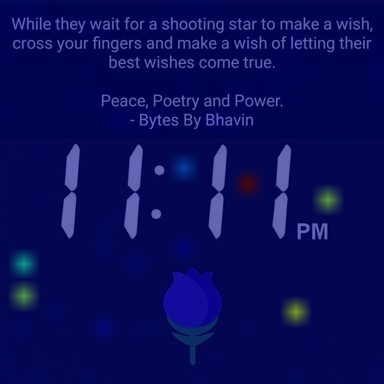 While they wait for a shooting star to make a wish,
cross your fingers and make a wish of letting their
best wishes come true.
Peace, Poetry and Power.
- Bytes By Bhavin
11:11 PM